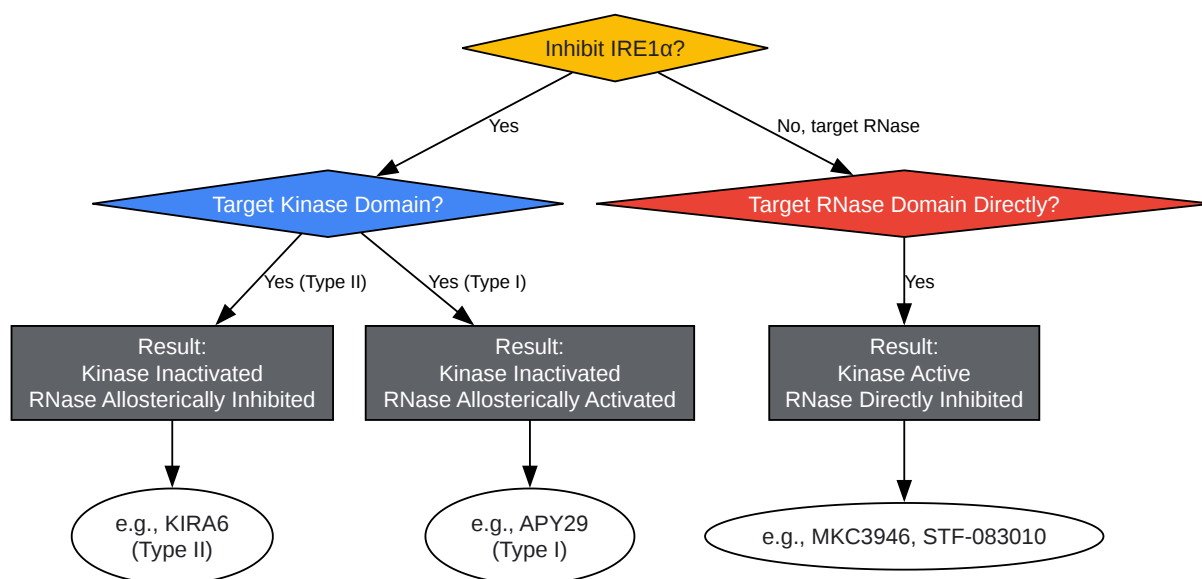 Inhibit IRE1α?
Yes
No, target RNase
Target Kinase Domain?
Target RNase Domain Directly?
Yes (Type II)
Yes (Type I)
Yes
Result:
Kinase Inactivated
RNase Allosterically Inhibited
Result:
Kinase Inactivated
RNase Allosterically Activated
Result:
Kinase Active
RNase Directly Inhibited
e.g., KIRA6
(Type II)
e.g., APY29
(Type I)
e.g., MKC3946, STF-083010